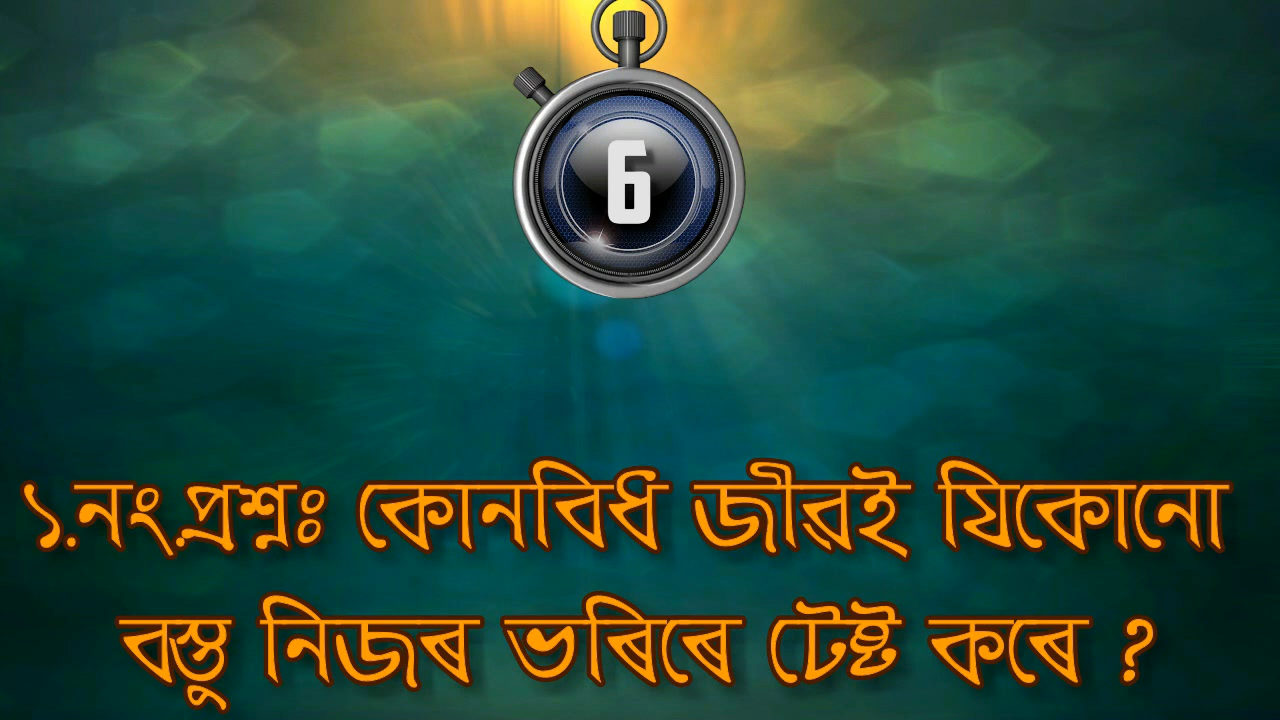 6
১.নং.প্ৰশ্নঃ কোনবিধ জীৱই যিকোনো
বস্তু নিজৰ ভৰিৰে টেষ্ট কৰে ?